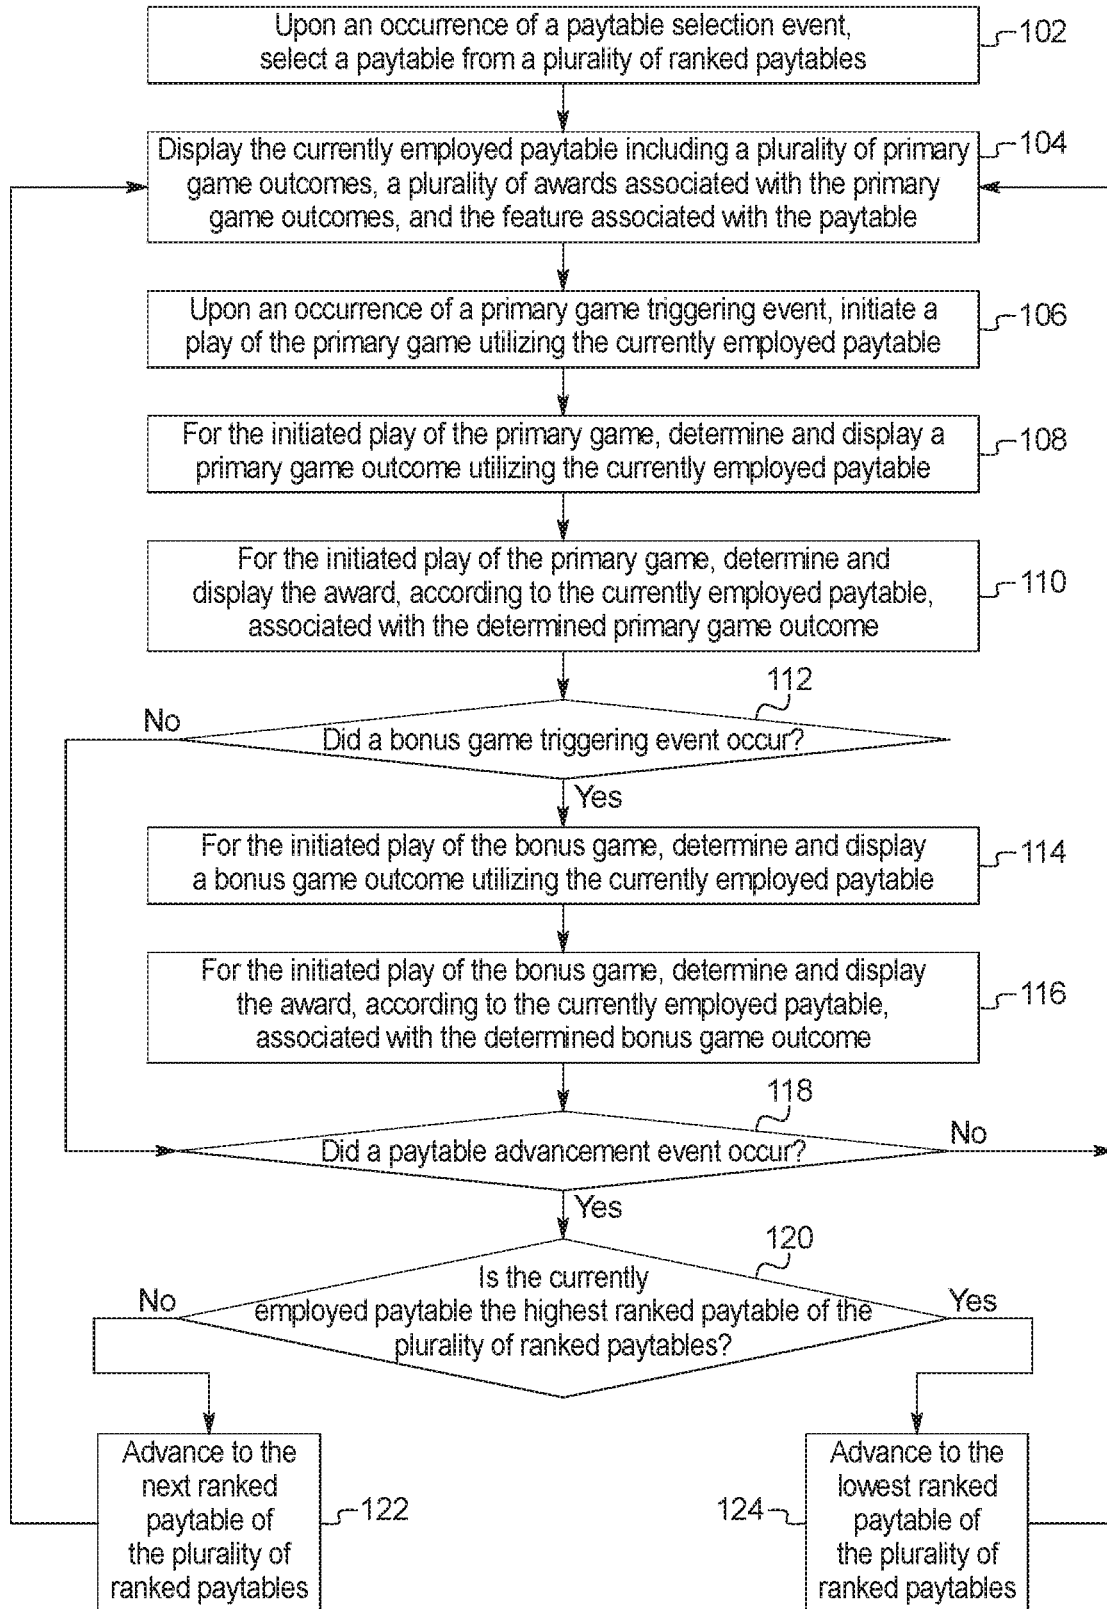 Upon an occurrence of a paytable selection event,
select a paytable from a plurality of ranked paytables
102
Display the currently employed paytable including a plurality of primary
game outcomes, a plurality of awards associated with the primary
game outcomes, and the feature associated with the paytable
104
Upon an occurrence of a primary game triggering event, initiate a
play of the primary game utilizing the currently employed paytable
106
For the initiated play of the primary game, determine and display a
primary game outcome utilizing the currently employed paytable
108
For the initiated play of the primary game, determine and
display the award, according to the currently employed paytable,
associated with the determined primary game outcome
110
112
No
Did a bonus game triggering event occur?
Yes
For the initiated play of the bonus game, determine and display
a bonus game outcome utilizing the currently employed paytable
114
For the initiated play of the bonus game, determine and display
the award, according to the currently employed paytable,
associated with the determined bonus game outcome
116
118
Did a paytable advancement event occur?
No
Yes
120
Is the currently
employed paytable the highest ranked paytable of the
plurality of ranked paytables?
No
Yes
Advance to the
next ranked
paytable of
the plurality of
ranked paytables
122
124
Advance to the
lowest ranked
paytable of
the plurality of
ranked paytables